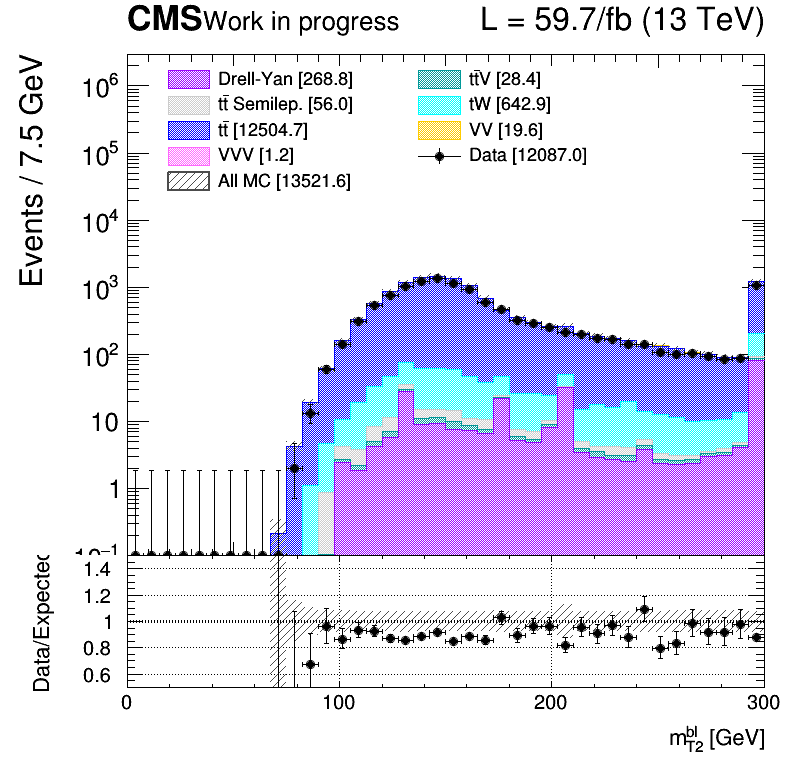 CMS Work in progress L = 59.7/fb (13 TeV)
Events / 7.5 GeV
Drell-Yan [268.8] tt̄V [28.4]
tt̄ Semilep. [56.0] tW [642.9]
tt̄ [12504.7] VV [19.6]
VVV [1.2] Data [12087.0]
All MC [13521.6]
10⁶
10⁵
10⁴
10³
10²
10
1
10⁻¹
Data/Expected
1.4
1.2
1
0.8
0.6
0 100 200 300
m_T2^bl [GeV]